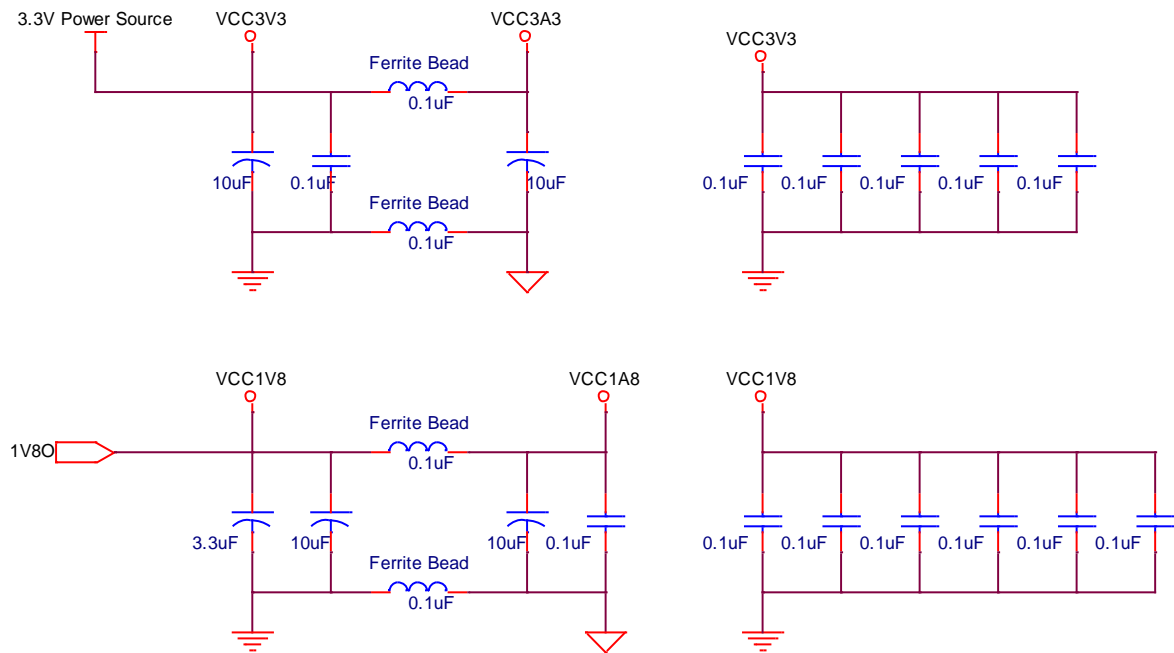 3.3V Power Source
VCC3V3
VCC3A3
VCC3V3
Ferrite Bead
0.1uF
10uF
0.1uF
10uF
0.1uF
0.1uF
0.1uF
0.1uF
0.1uF
Ferrite Bead
0.1uF
VCC1V8
VCC1A8
VCC1V8
Ferrite Bead
1V8O
0.1uF
3.3uF
10uF
10uF
0.1uF
0.1uF
0.1uF
0.1uF
0.1uF
0.1uF
0.1uF
Ferrite Bead
0.1uF